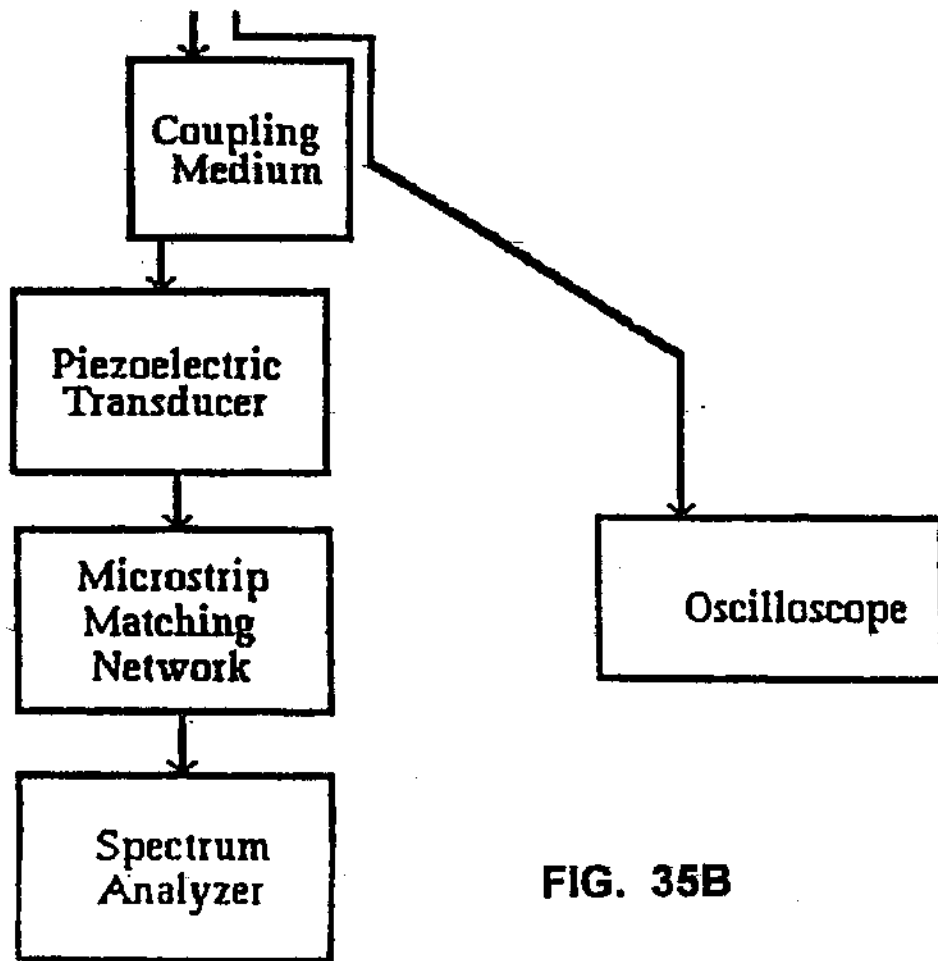 Coupling
Medium
Piezoelectric
Transducer
Microstrip
Matching
Network
Oscilloscope
Spectrum
Analyzer
FIG. 35B